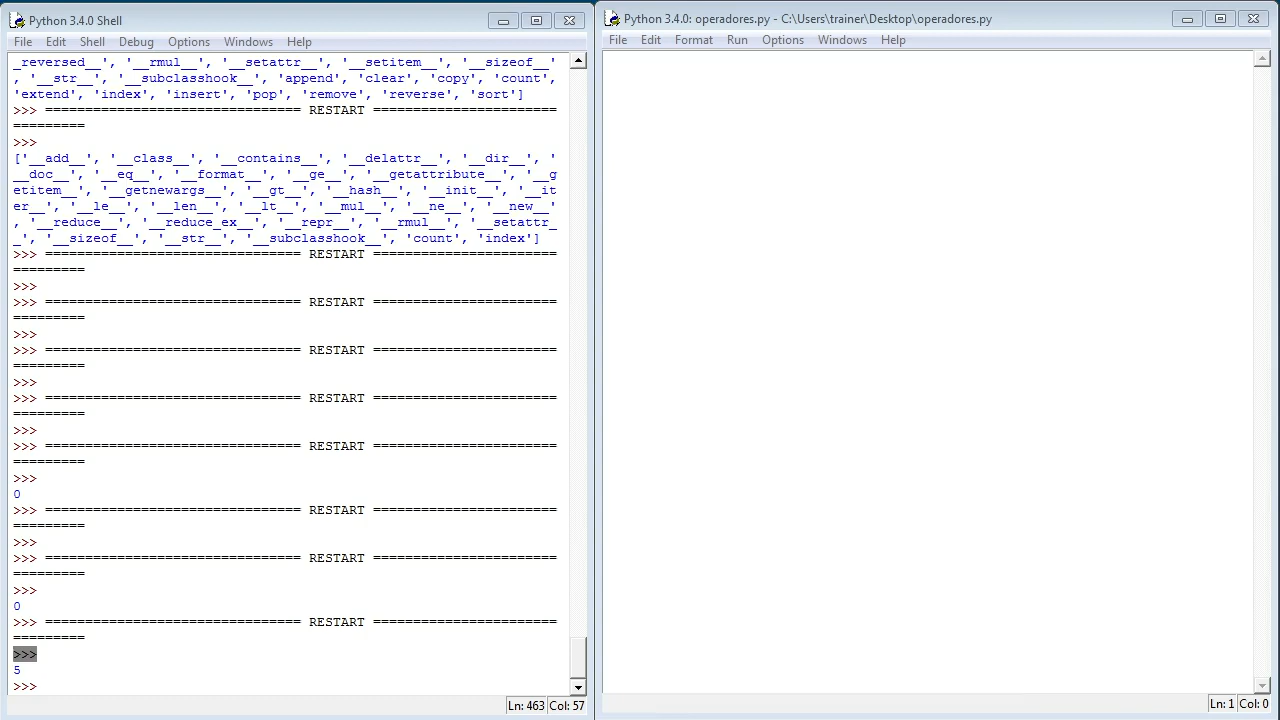 Python 3.4.0 Shell
File Edit Shell Debug Options Windows Help
_reversed__', '__rmul__', '__setattr__', '__setitem__', '__sizeof__'
, '__str__', '__subclasshook__', 'append', 'clear', 'copy', 'count',
'extend', 'index', 'insert', 'pop', 'remove', 'reverse', 'sort']
>>> ================================ RESTART =======================
=========
>>>
['__add__', '__class__', '__contains__', '__delattr__', '__dir__', '
__doc__', '__eq__', '__format__', '__ge__', '__getattribute__', '__g
etitem__', '__getnewargs__', '__gt__', '__hash__', '__init__', '__it
er__', '__le__', '__len__', '__lt__', '__mul__', '__ne__', '__new__'
, '__reduce__', '__reduce_ex__', '__repr__', '__rmul__', '__setattr_
_', '__sizeof__', '__str__', '__subclasshook__', 'count', 'index']
>>> ================================ RESTART =======================
=========
>>>
>>> ================================ RESTART =======================
=========
>>>
>>> ================================ RESTART =======================
=========
>>>
>>> ================================ RESTART =======================
=========
>>>
>>> ================================ RESTART =======================
=========
>>>
0
>>> ================================ RESTART =======================
=========
>>>
>>> ================================ RESTART =======================
=========
>>>
0
>>> ================================ RESTART =======================
=========
>>>
5
>>>
Ln: 463 Col: 57
Python 3.4.0: operadores.py - C:\Users\trainer\Desktop\operadores.py
File Edit Format Run Options Windows Help
Ln: 1 Col: 0